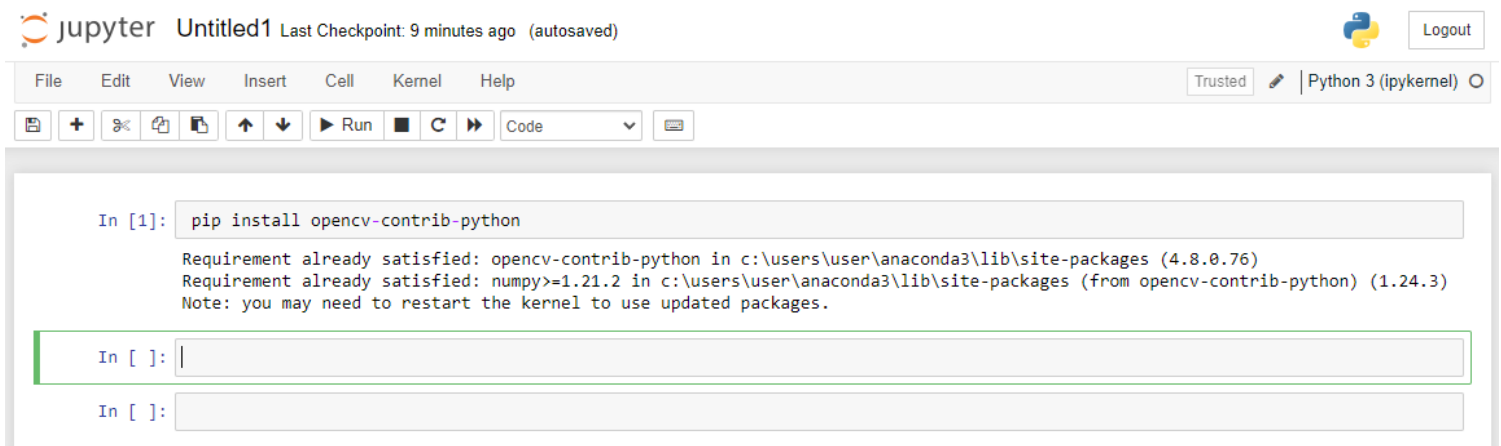 jupyter Untitled1 Last Checkpoint: 9 minutes ago (autosaved) Logout
File Edit View Insert Cell Kernel Help Trusted Python 3 (ipykernel)
Run Code
In [1]: pip install opencv-contrib-python
Requirement already satisfied: opencv-contrib-python in c:\users\user\anaconda3\lib\site-packages (4.8.0.76)
Requirement already satisfied: numpy>=1.21.2 in c:\users\user\anaconda3\lib\site-packages (from opencv-contrib-python) (1.24.3)
Note: you may need to restart the kernel to use updated packages.
In [ ]:
In [ ]: